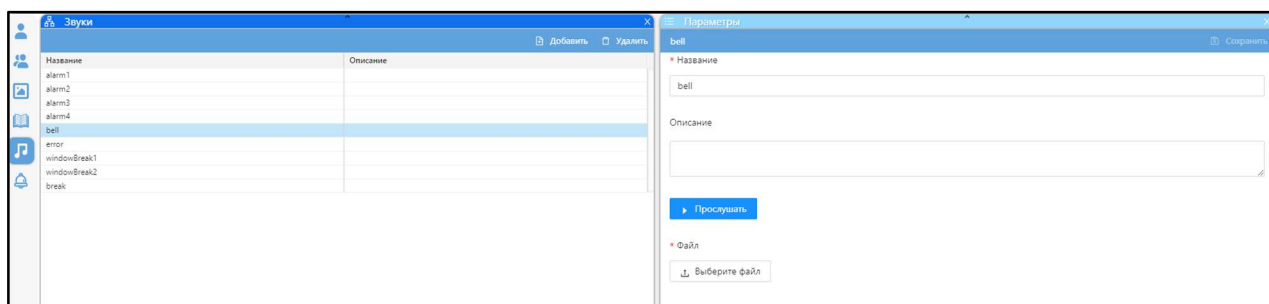 Звуки
Добавить Удалить
Название Описание
alarm1
alarm2
alarm3
alarm4
bell
error
windowBreak1
windowBreak2
break
Параметры
bell Сохранить
* Название
bell
Описание
Прослушать
* Файл
Выберите файл